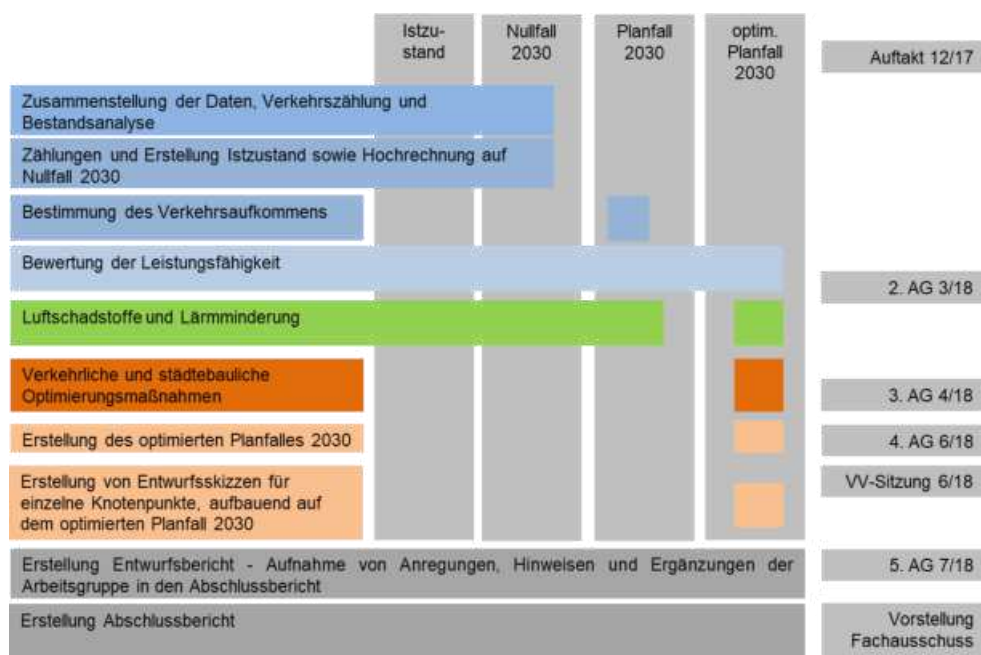 Istzu-
stand
Nullfall
2030
Planfall
2030
optim.
Planfall
2030
Auftakt 12/17
Zusammenstellung der Daten, Verkehrszählung und
Bestandsanalyse
Zählungen und Erstellung Istzustand sowie Hochrechnung auf
Nullfall 2030
Bestimmung des Verkehrsaufkommens
Bewertung der Leistungsfähigkeit
2. AG 3/18
Luftschadstoffe und Lärmminderung
Verkehrliche und städtebauliche
Optimierungsmaßnahmen
3. AG 4/18
Erstellung des optimierten Planfalles 2030
4. AG 6/18
Erstellung von Entwurfsskizzen für
einzelne Knotenpunkte, aufbauend auf
dem optimierten Planfall 2030
VV-Sitzung 6/18
Erstellung Entwurfsbericht - Aufnahme von Anregungen, Hinweisen und Ergänzungen der
Arbeitsgruppe in den Abschlussbericht
5. AG 7/18
Erstellung Abschlussbericht
Vorstellung
Fachausschuss